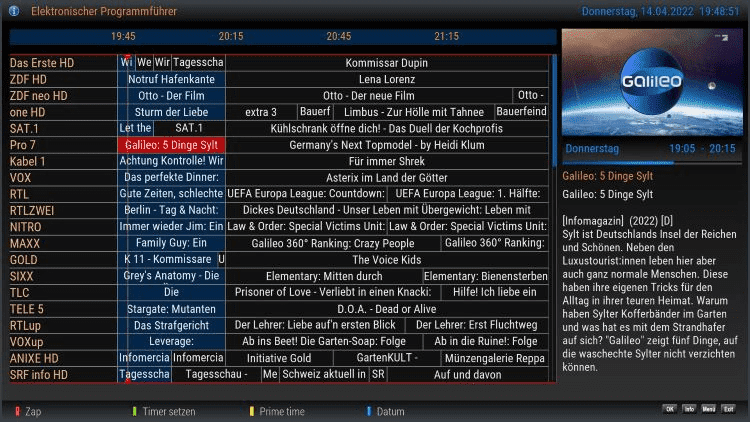 Elektronischer Programmführer
Donnerstag, 14.04.2022 19:48:51
19:45 20:15 20:45 21:15
Das Erste HD Wi We Wir Tagesscha Kommissar Dupin
ZDF HD Notruf Hafenkante Lena Lorenz
ZDF neo HD Otto - Der Film Otto - Der neue Film Otto -
one HD Sturm der Liebe extra 3 Bauerf Limbus - Zur Hölle mit Tahnee Bauerfeind
SAT.1 Let the SAT.1 Kühlschrank öffne dich! - Das Duell der Kochprofis
Pro 7 Galileo: 5 Dinge Sylt Germany's Next Topmodel - by Heidi Klum
Kabel 1 Achtung Kontrolle! Wir Für immer Shrek
VOX Das perfekte Dinner: Asterix im Land der Götter
RTL Gute Zeiten, schlechte UEFA Europa League: Countdown: UEFA Europa League: 1. Hälfte:
RTLZWEI Berlin - Tag & Nacht: Dickes Deutschland - Unser Leben mit Übergewicht: Leben mit
NITRO Immer wieder Jim: Ein Law & Order: Special Victims Unit: Law & Order: Special Victims Unit:
MAXX Family Guy: Ein Galileo 360° Ranking: Crazy People Galileo 360° Ranking:
GOLD K 11 - Kommissare U The Voice Kids
SIXX Grey's Anatomy - Die Elementary: Mitten durch Elementary: Bienensterben
TLC Die Prisoner of Love - Verliebt in einen Knacki: Hilfe! Ich liebe ein
TELE 5 Stargate: Mutanten D.O.A. - Dead or Alive
RTLup Das Strafgericht Der Lehrer: Liebe auf'n ersten Blick Der Lehrer: Erst Fluchtweg
VOXup Leverage: Ab ins Beet! Die Garten-Soap: Folge Ab in die Ruine!: Folge
ANIXE HD Infomercia Infomercia Initiative Gold GartenKULT - Münzengalerie Reppa
SRF info HD Tagesscha Tagesschau - Me Schweiz aktuell in SR Auf und davon
Galileo
Donnerstag 19:05 - 20:15
Galileo: 5 Dinge Sylt
Galileo: 5 Dinge Sylt
[Infomagazin] (2022) [D]
Sylt ist Deutschlands Insel der Reichen
und Schönen. Neben den
Luxustourist:innen leben hier aber
auch ganz normale Menschen. Diese
haben ihre eigenen Tricks für den
Alltag in ihrer teuren Heimat. Warum
haben Sylter Kofferbänder im Garten
und was hat es mit dem Strandhafer
auf sich? "Galileo" zeigt fünf Dinge, auf
die waschechte Sylter nicht verzichten
können.
Zap Timer setzen Prime time Datum
OK Info Menü Exit